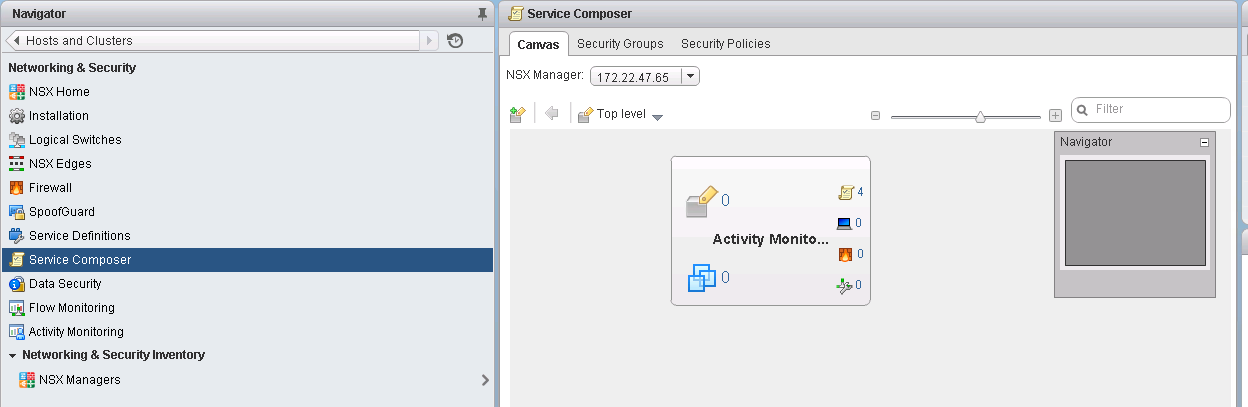 Navigator
Hosts and Clusters
Networking & Security
NSX Home
Installation
Logical Switches
NSX Edges
Firewall
SpoofGuard
Service Definitions
Service Composer
Data Security
Flow Monitoring
Activity Monitoring
Networking & Security Inventory
NSX Managers
Service Composer
Canvas Security Groups Security Policies
NSX Manager: 172.22.47.65
Top level Filter
Navigator
0 4
0
Activity Monito...
0
0 0